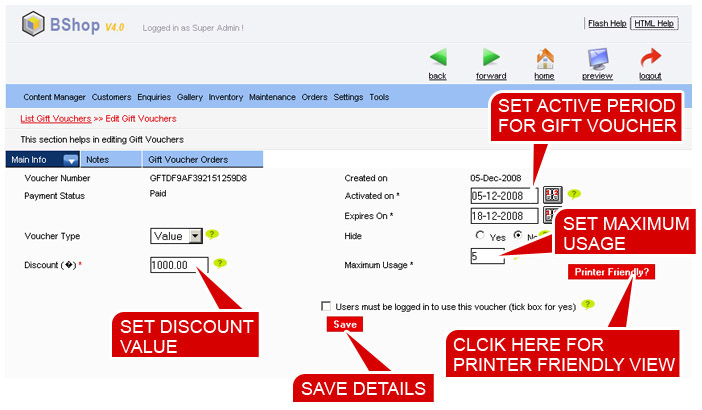 BShop V4.0
Logged in as Super Admin !
Flash Help HTML Help
back forward home preview logout
Content Manager Customers Enquiries Gallery Inventory Maintenance Orders Settings Tools
List Gift Vouchers >> Edit Gift Vouchers
SET ACTIVE PERIOD
FOR GIFT VOUCHER
This section helps in editing Gift Vouchers
Main Info Notes Gift Voucher Orders
Voucher Number GFTDF9AF392151259D8 Created on 05-Dec-2008
Payment Status Paid Activated on * 05-12-2008 ?
Expires On * 18-12-2008
Voucher Type Value ? Hide Yes No
SET MAXIMUM
USAGE
Discount (�) * 1000.00 ? Maximum Usage * 5
Printer Friendly?
Users must be logged in to use this voucher (tick box for yes) ?
Save
SET DISCOUNT
VALUE
CLCIK HERE FOR
PRINTER FRIENDLY VIEW
SAVE DETAILS